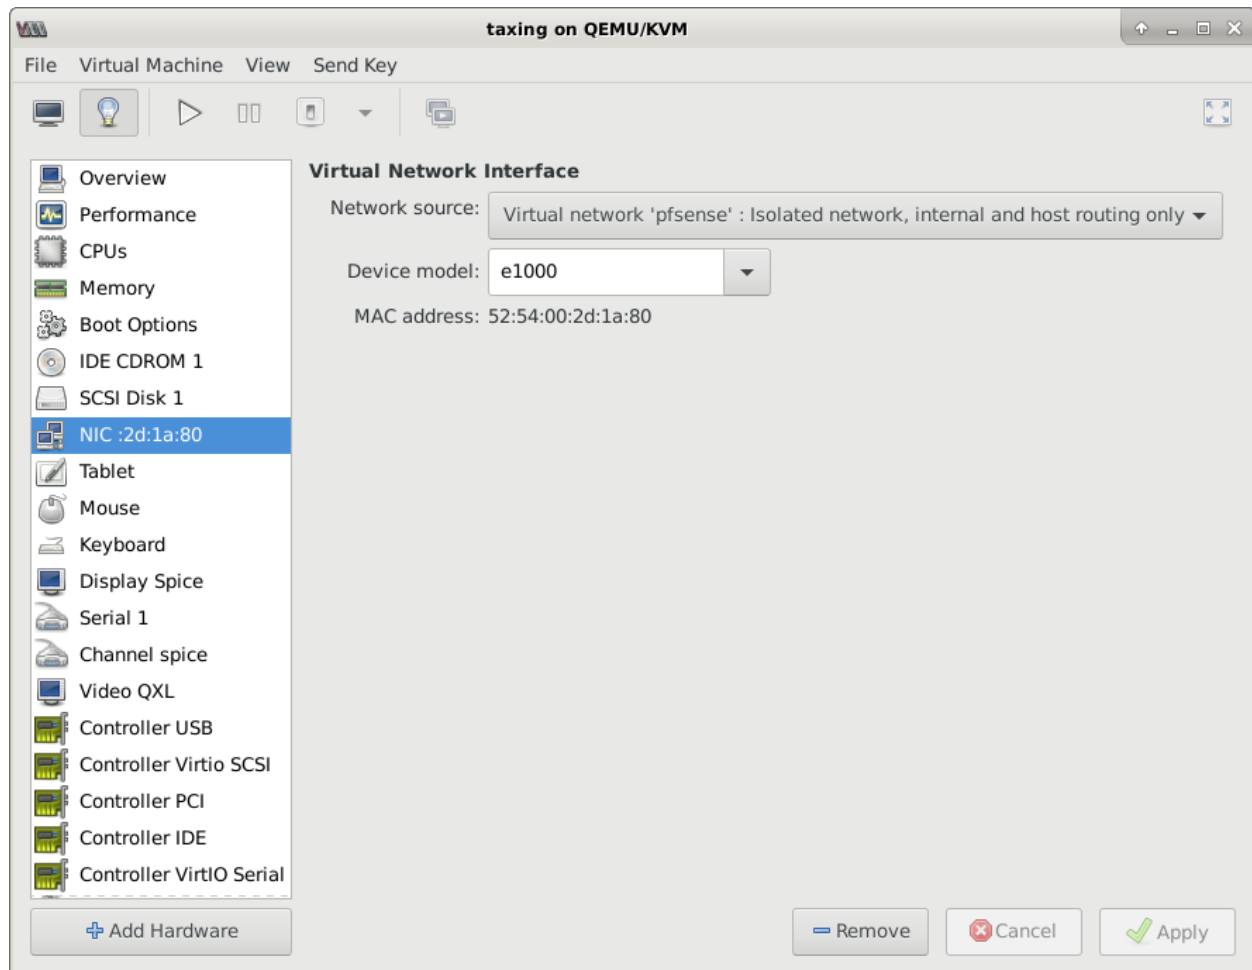 taxing on QEMU/KVM
File Virtual Machine View Send Key
Overview
Performance
CPUs
Memory
Boot Options
IDE CDROM 1
SCSI Disk 1
NIC :2d:1a:80
Tablet
Mouse
Keyboard
Display Spice
Serial 1
Channel spice
Video QXL
Controller USB
Controller Virtio SCSI
Controller PCI
Controller IDE
Controller VirtIO Serial
Add Hardware
Virtual Network Interface
Network source: Virtual network 'pfsense' : Isolated network, internal and host routing only
Device model: e1000
MAC address: 52:54:00:2d:1a:80
Remove Cancel Apply